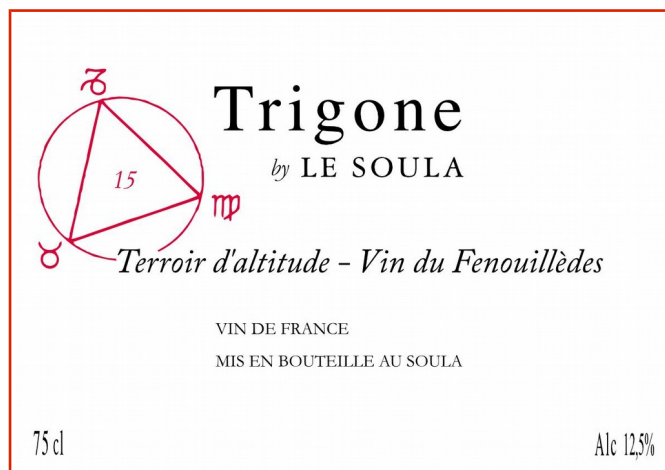 Trigone
by LE SOULA
15
Terroir d'altitude - Vin du Fenouillèdes
VIN DE FRANCE
MIS EN BOUTEILLE AU SOULA
75 cl
Alc 12,5%